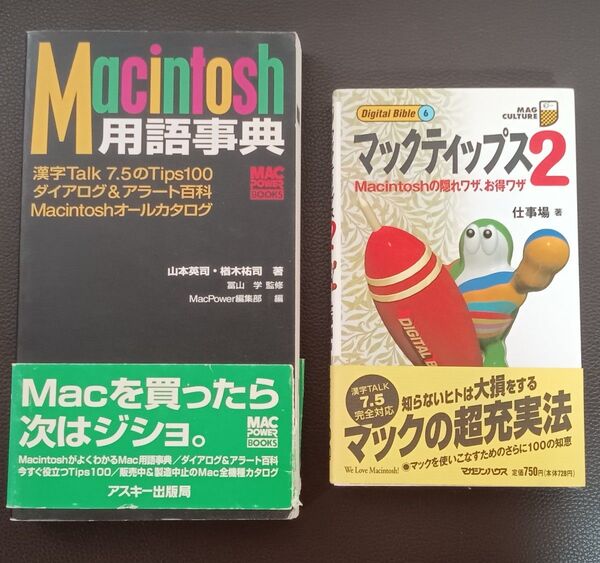 Macintosh
用語事典
漢字Talk 7.5のTips100
ダイアログ&アラート百科
Macintoshオールカタログ
MAC
POWER
BOOKS
山本英司・楢木祐司 著
冨山 学 監修
MacPower編集部 編
Macを買ったら
次はジショ。
MAC
POWER
BOOKS
MacintoshがよくわかるMac用語事典/ダイアログ&アラート百科
今すぐ役立つTips100/販売中&製造中止のMac全機種カタログ
アスキー出版局
Digital Bible 6
MAG
CULTURE
マックティップス2
Macintoshの隠れワザ、お得ワザ
仕事場 著
DIGITAL B
漢字TALK
7.5
完全対応
知らないヒトは大損をする
マックの超充実法
We Love Macintosh!
マックを使いこなすためのさらに100の知恵
マガジンハウス
定価750円(本体728円)